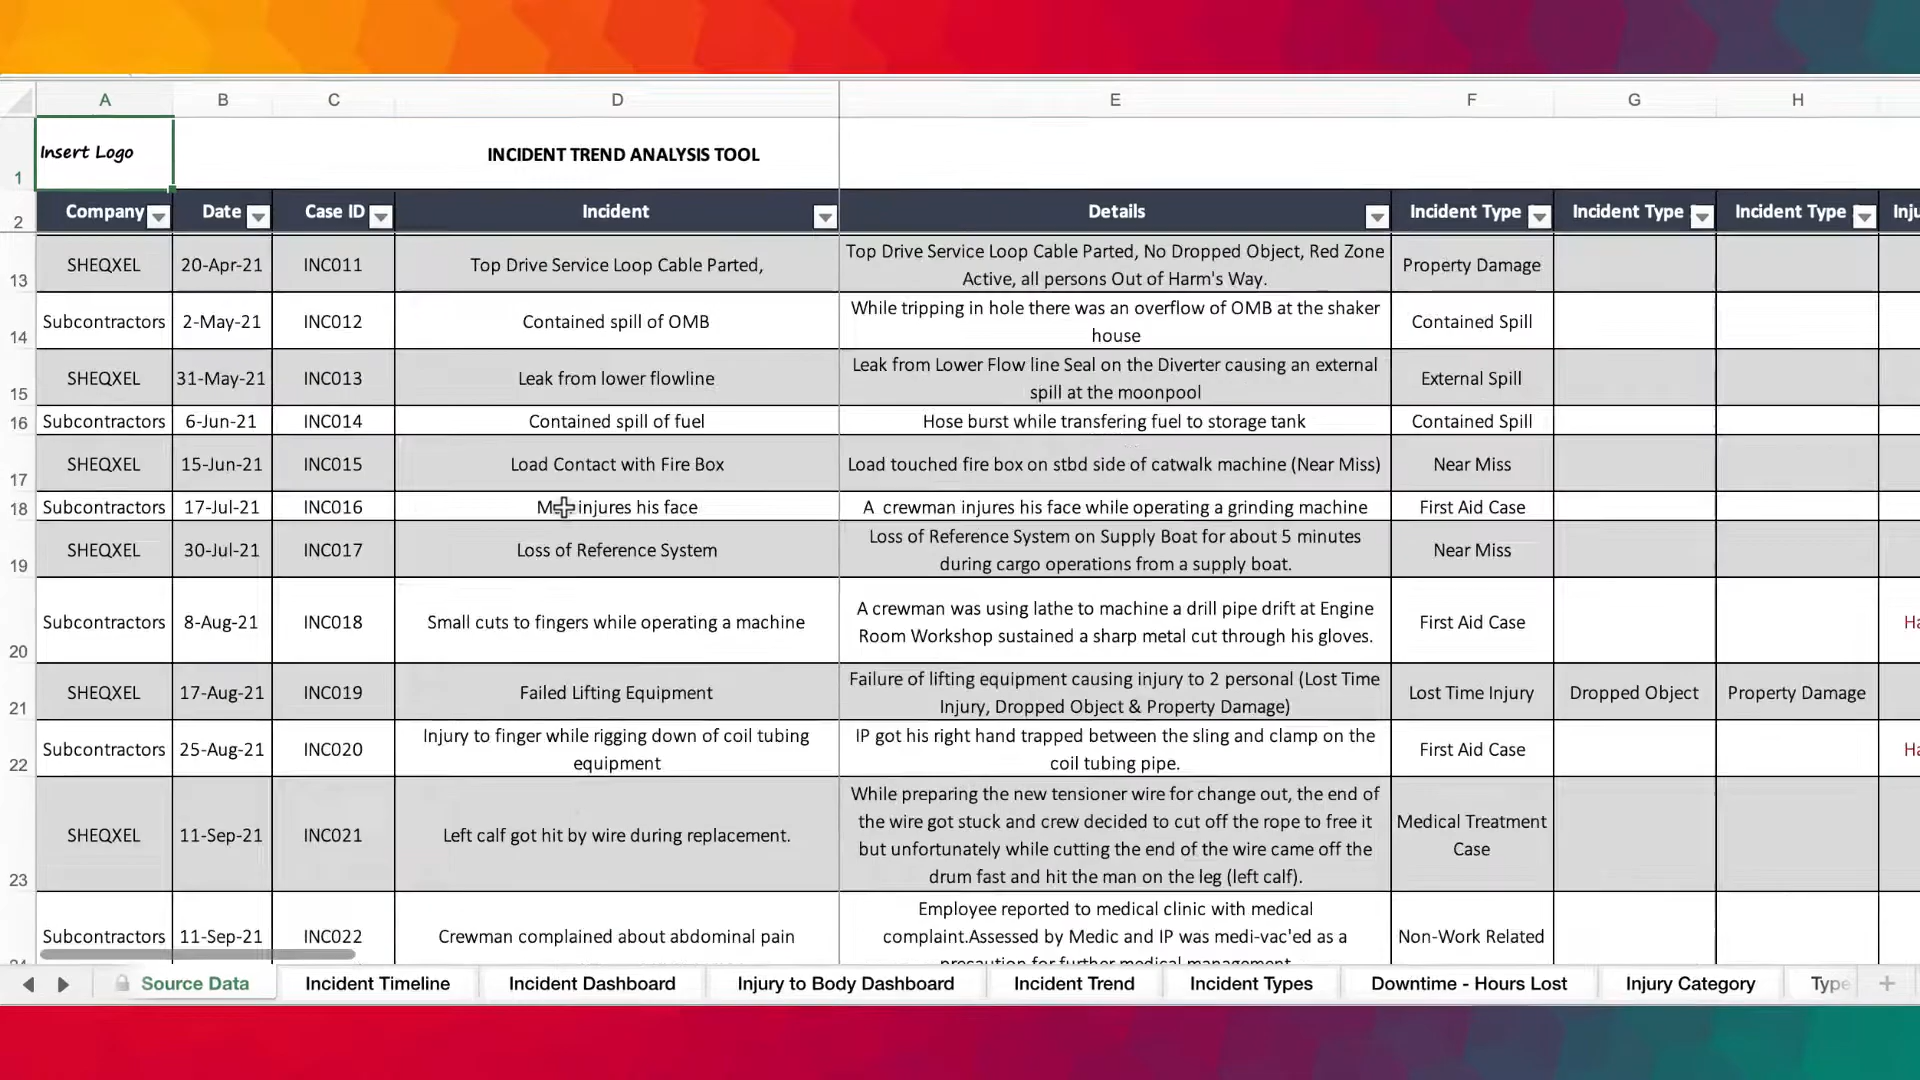 A B C D E F G H
1 Insert Logo INCIDENT TREND ANALYSIS TOOL
2 Company Date Case ID Incident Details Incident Type Incident Type Incident Type Inju
13 SHEQXEL 20-Apr-21 INC011 Top Drive Service Loop Cable Parted, Top Drive Service Loop Cable Parted, No Dropped Object, Red Zone
Active, all persons Out of Harm's Way. Property Damage
14 Subcontractors 2-May-21 INC012 Contained spill of OMB While tripping in hole there was an overflow of OMB at the shaker
house Contained Spill
15 SHEQXEL 31-May-21 INC013 Leak from lower flowline Leak from Lower Flow line Seal on the Diverter causing an external
spill at the moonpool External Spill
16 Subcontractors 6-Jun-21 INC014 Contained spill of fuel Hose burst while transfering fuel to storage tank Contained Spill
17 SHEQXEL 15-Jun-21 INC015 Load Contact with Fire Box Load touched fire box on stbd side of catwalk machine (Near Miss) Near Miss
18 Subcontractors 17-Jul-21 INC016 injures his face A  crewman injures his face while operating a grinding machine First Aid Case
19 SHEQXEL 30-Jul-21 INC017 Loss of Reference System Loss of Reference System on Supply Boat for about 5 minutes
during cargo operations from a supply boat. Near Miss
20 Subcontractors 8-Aug-21 INC018 Small cuts to fingers while operating a machine A crewman was using lathe to machine a drill pipe drift at Engine
Room Workshop sustained a sharp metal cut through his gloves. First Aid Case Ha
21 SHEQXEL 17-Aug-21 INC019 Failed Lifting Equipment Failure of lifting equipment causing injury to 2 personal (Lost Time
Injury, Dropped Object & Property Damage) Lost Time Injury Dropped Object Property Damage
22 Subcontractors 25-Aug-21 INC020 Injury to finger while rigging down of coil tubing
equipment IP got his right hand trapped between the sling and clamp on the
coil tubing pipe. First Aid Case Ha
23 SHEQXEL 11-Sep-21 INC021 Left calf got hit by wire during replacement. While preparing the new tensioner wire for change out, the end of
the wire got stuck and crew decided to cut off the rope to free it
but unfortunately while cutting the end of the wire came off the
drum fast and hit the man on the leg (left calf). Medical Treatment
Case
Subcontractors 11-Sep-21 INC022 Crewman complained about abdominal pain Employee reported to medical clinic with medical
complaint.Assessed by Medic and IP was medi-vac'ed as a
precaution for further medical management Non-Work Related
Source Data Incident Timeline Incident Dashboard Injury to Body Dashboard Incident Trend Incident Types Downtime - Hours Lost Injury Category Type